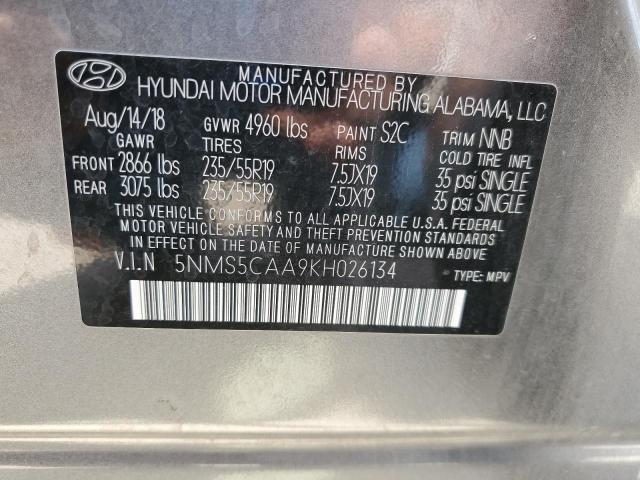 MANUFACTURED BY
HYUNDAI MOTOR MANUFACTURING ALABAMA, LLC
Aug/14/18 GVWR 4960 lbs PAINT S2C TRIM NNB
GAWR TIRES RIMS COLD TIRE INFL
FRONT 2866 lbs 235/55R19 7.5JX19 35 psi SINGLE
REAR 3075 lbs 235/55R19 7.5JX19 35 psi SINGLE
THIS VEHICLE CONFORMS TO ALL APPLICABLE U.S.A. FEDERAL
MOTOR VEHICLE SAFETY AND THEFT PREVENTION STANDARDS
IN EFFECT ON THE DATE OF MANUFACTURE SHOWN ABOVE.
V.I.N 5NMS5CAA9KH026134 TYPE: MPV